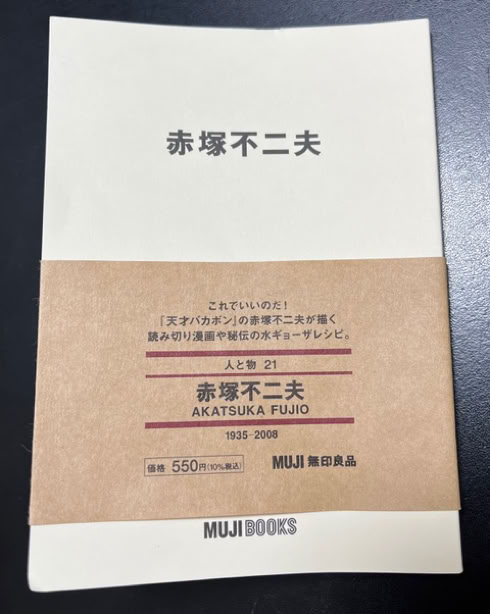 赤塚不二夫
これでいいのだ！
『天才バカボン』の赤塚不二夫が描く
読み切り漫画や秘伝の水ギョーザレシピ。
人と物 21
赤塚不二夫
AKATSUKA FUJIO
1935-2008
価格 550円(10%税込) MUJI 無印良品
MUJI BOOKS